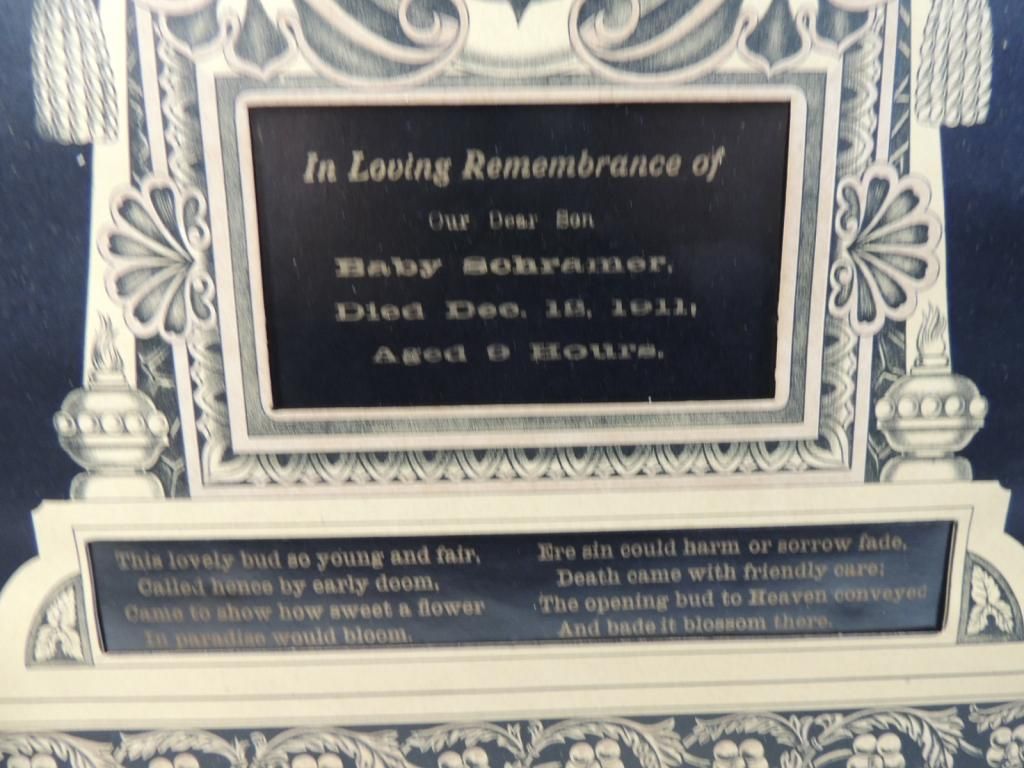 In Loving Remembrance of
Our Dear Son
Baby Schramer,
Died Dec. 12, 1911,
Aged 9 Hours.
This lovely bud so young and fair,
Called hence by early doom,
Came to show how sweet a flower
In paradise would bloom.
Ere sin could harm or sorrow fade,
Death came with friendly care;
The opening bud to Heaven conveyed
And bade it blossom there.